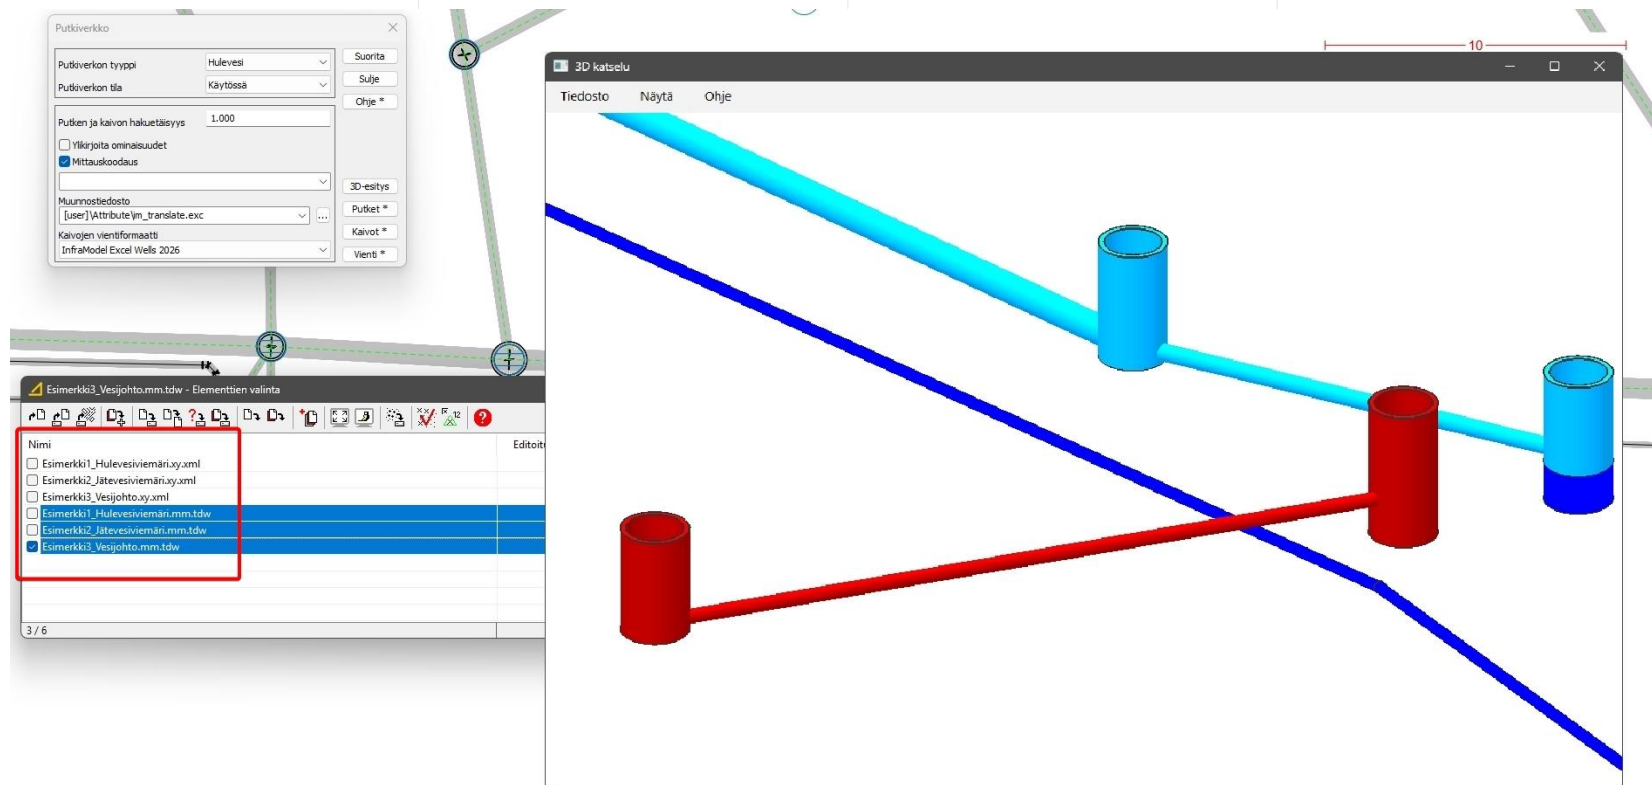 Putkiverkko
Putkiverkon tyyppi
Hulevesi
Suorita
Putkiverkon tila
Käytössä
Sulje
Ohje *
Putken ja kaivon hakuetäisyys
1.000
Ylikirjoita ominaisuudet
Mittauskoodaus
3D-esitys
Muunnostiedosto
[user]\Attribute\im_translate.exc
...
Putket *
Kaivojen vientiformaatti
Kaivot *
InfraModel Excel Wells 2026
Vienti *
10
3D katselu
Tiedosto Näytä Ohje
Esimerkki3_Vesijohto.mm.tdw - Elementtien valinta
12
Nimi
Editoitu
Esimerkki1_Hulevesiviemäri.xy.xml
Esimerkki2_Jätevesiviemäri.xy.xml
Esimerkki3_Vesijohto.xy.xml
Esimerkki1_Hulevesiviemäri.mm.tdw
Esimerkki2_Jätevesiviemäri.mm.tdw
Esimerkki3_Vesijohto.mm.tdw
3 / 6